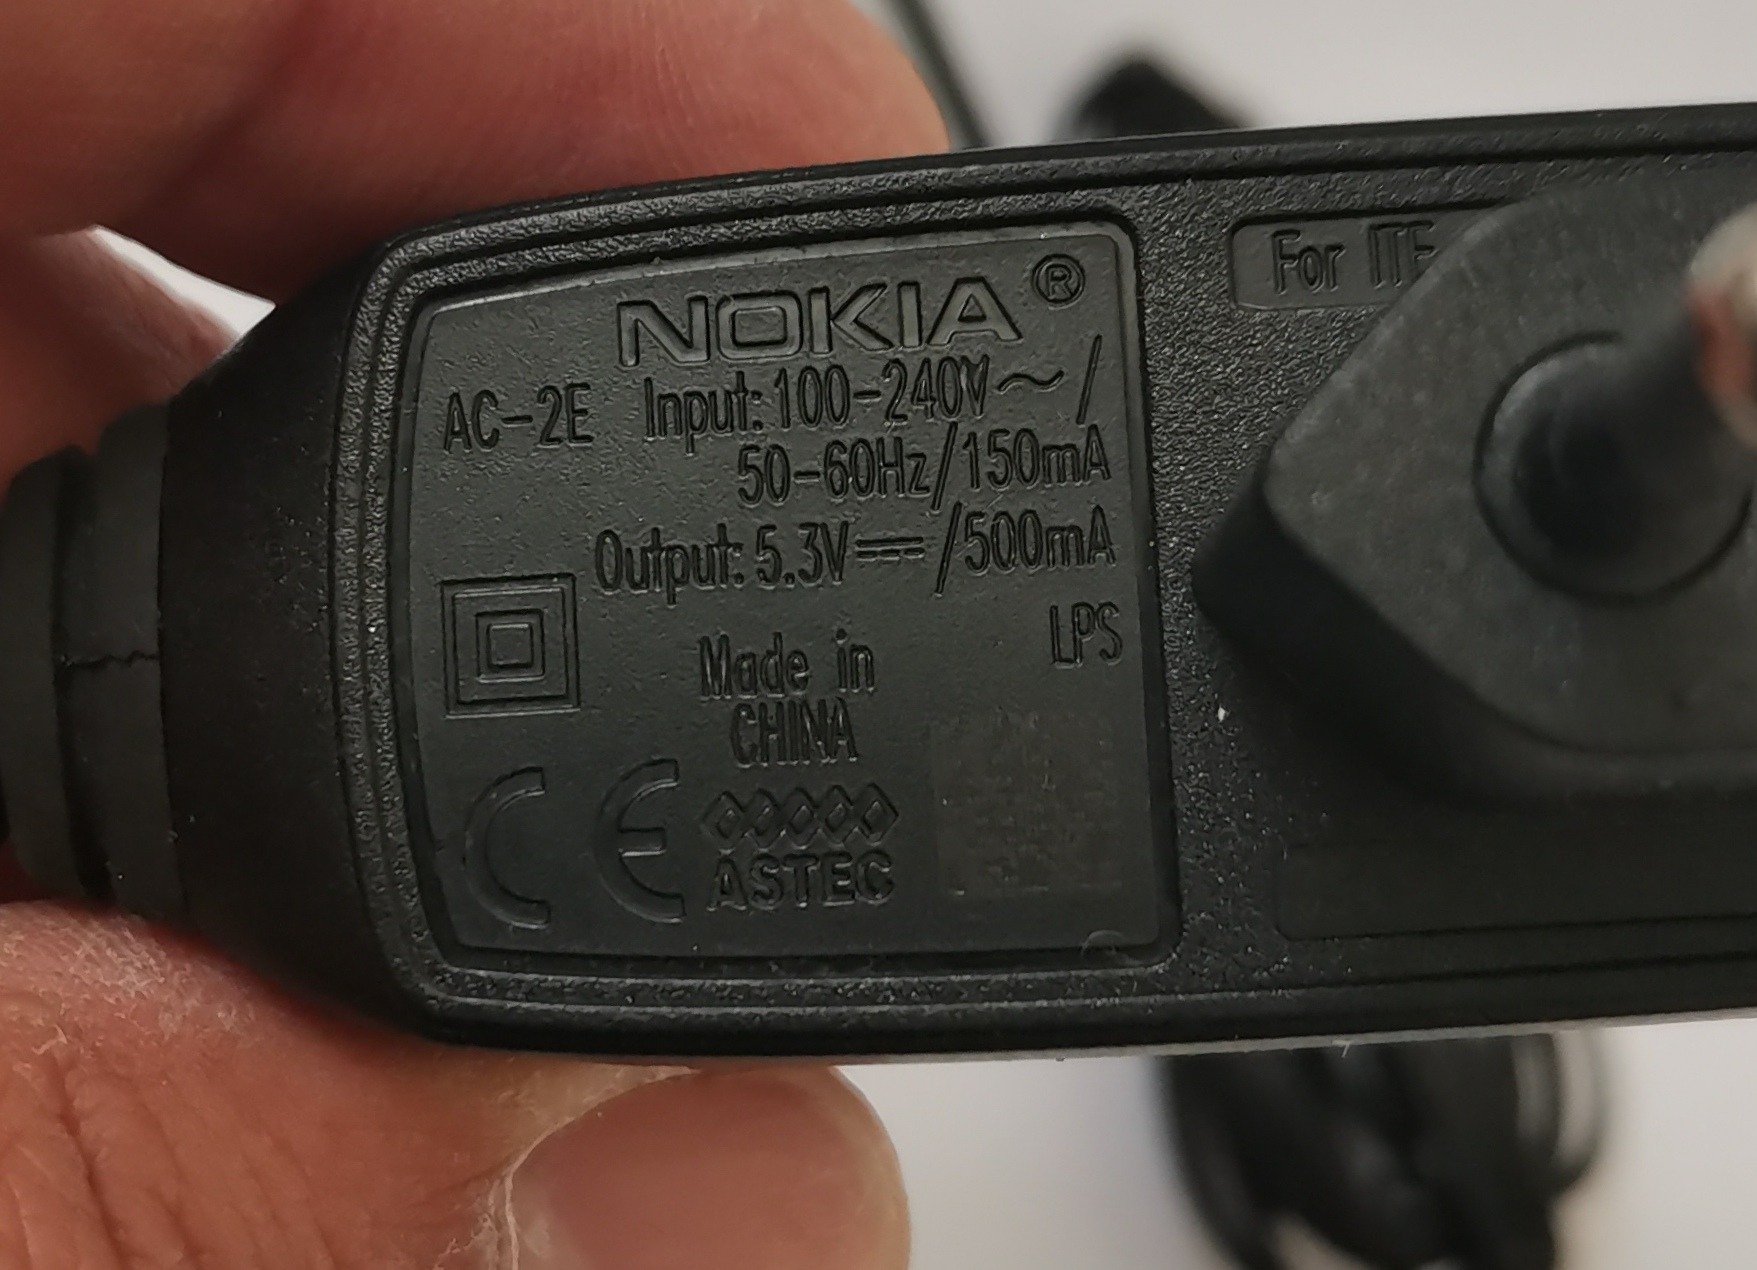 NOKIA®
AC-2E Input: 100-240V~/
50-60Hz/150mA
Output: 5.3V⎓/500mA
LPS
Made in
CHINA
CE
ASTEC
For ITE